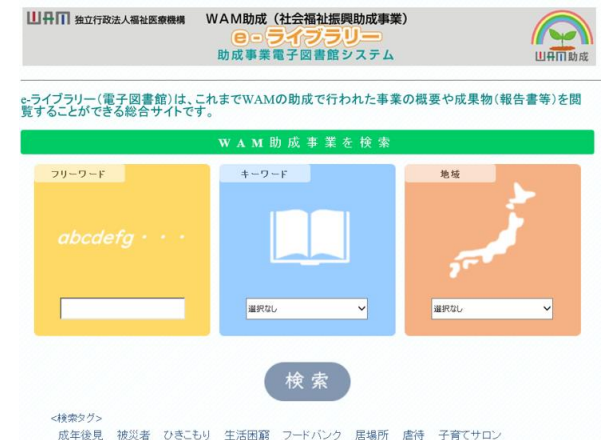 WAM 独立行政法人福祉医療機構 WAM助成（社会福祉振興助成事業）
e-ライブラリー
助成事業電子図書館システム
WAM助成
e-ライブラリー（電子図書館）は、これまでWAMの助成で行われた事業の概要や成果物（報告書等）を閲
覧することができる総合サイトです。
WAM助成事業を検索
フリーワード キーワード 地域
abcdefg・・・
選択なし 選択なし
検索
<検索タグ>
成年後見 被災者 ひきこもり 生活困窮 フードバンク 居場所 虐待 子育てサロン